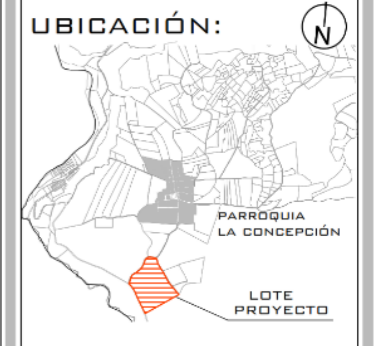 UBICACIÓN:
N
PARROQUIA
LA CONCEPCIÓN
LOTE
PROYECTO